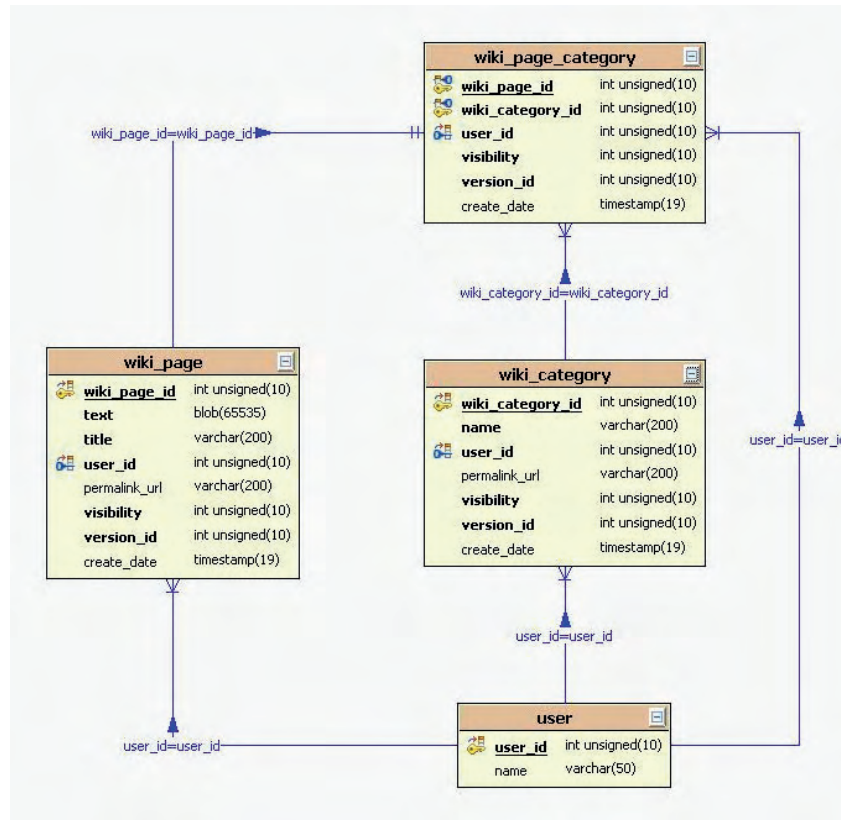 wiki_page_category
wiki_page_id int unsigned(10)
wiki_category_id int unsigned(10)
user_id int unsigned(10)
visibility int unsigned(10)
version_id int unsigned(10)
create_date timestamp(19)
wiki_page_id=wiki_page_id
wiki_category_id=wiki_category_id
wiki_page
wiki_page_id int unsigned(10)
text blob(65535)
title varchar(200)
user_id int unsigned(10)
permalink_url varchar(200)
visibility int unsigned(10)
version_id int unsigned(10)
create_date timestamp(19)
wiki_category
wiki_category_id int unsigned(10)
name varchar(200)
user_id int unsigned(10)
permalink_url varchar(200)
visibility int unsigned(10)
version_id int unsigned(10)
create_date timestamp(19)
user_id=user_id
user_id=user_id
user_id=user_id
user
user_id int unsigned(10)
name varchar(50)